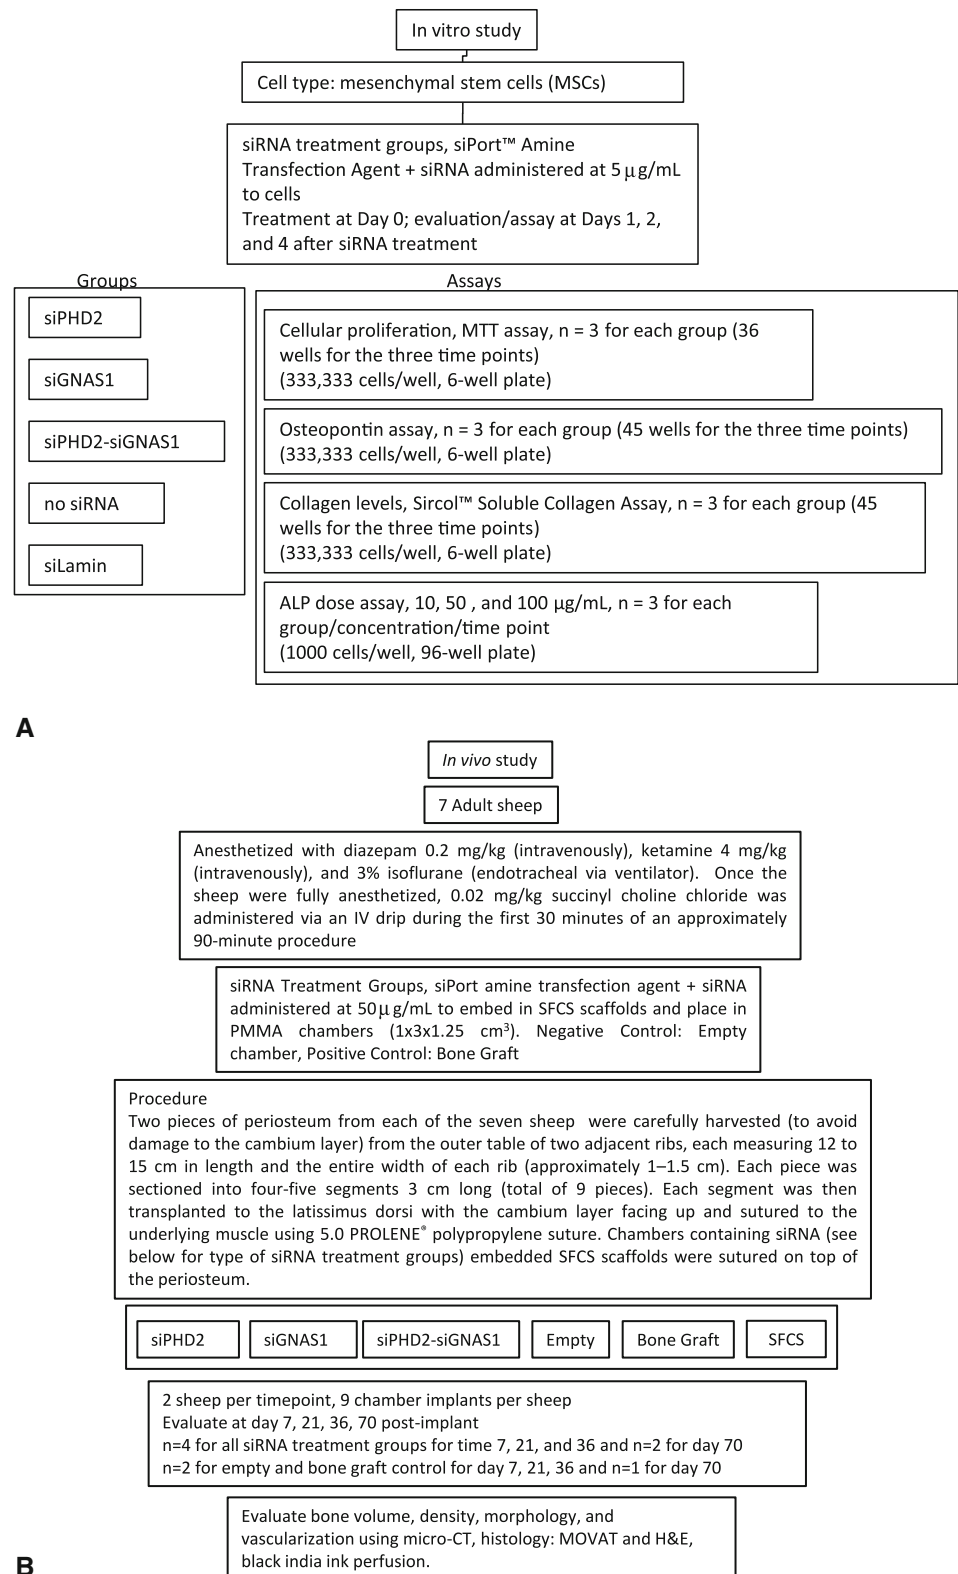 In vitro study
Cell type: mesenchymal stem cells (MSCs)
siRNA treatment groups, siPort™ Amine
Transfection Agent + siRNA administered at 5 μg/mL
to cells
Treatment at Day 0; evaluation/assay at Days 1, 2,
and 4 after siRNA treatment
Groups
siPHD2
siGNAS1
siPHD2-siGNAS1
no siRNA
siLamin
Assays
Cellular proliferation, MTT assay, n = 3 for each group (36
wells for the three time points)
(333,333 cells/well, 6-well plate)
Osteopontin assay, n = 3 for each group (45 wells for the three time points)
(333,333 cells/well, 6-well plate)
Collagen levels, Sircol™ Soluble Collagen Assay, n = 3 for each group (45
wells for the three time points)
(333,333 cells/well, 6-well plate)
ALP dose assay, 10, 50 , and 100 μg/mL, n = 3 for each
group/concentration/time point
(1000 cells/well, 96-well plate)
A
In vivo study
7 Adult sheep
Anesthetized with diazepam 0.2 mg/kg (intravenously), ketamine 4 mg/kg
(intravenously), and 3% isoflurane (endotracheal via ventilator). Once the
sheep were fully anesthetized, 0.02 mg/kg succinyl choline chloride was
administered via an IV drip during the first 30 minutes of an approximately
90-minute procedure
siRNA Treatment Groups, siPort amine transfection agent + siRNA
administered at 50 μg/mL to embed in SFCS scaffolds and place in
PMMA chambers (1x3x1.25 cm³). Negative Control: Empty
chamber, Positive Control: Bone Graft
Procedure
Two pieces of periosteum from each of the seven sheep were carefully harvested (to avoid
damage to the cambium layer) from the outer table of two adjacent ribs, each measuring 12 to
15 cm in length and the entire width of each rib (approximately 1–1.5 cm). Each piece was
sectioned into four-five segments 3 cm long (total of 9 pieces). Each segment was then
transplanted to the latissimus dorsi with the cambium layer facing up and sutured to the
underlying muscle using 5.0 PROLENE® polypropylene suture. Chambers containing siRNA (see
below for type of siRNA treatment groups) embedded SFCS scaffolds were sutured on top of
the periosteum.
siPHD2 siGNAS1 siPHD2-siGNAS1 Empty Bone Graft SFCS
2 sheep per timepoint, 9 chamber implants per sheep
Evaluate at day 7, 21, 36, 70 post-implant
n=4 for all siRNA treatment groups for time 7, 21, and 36 and n=2 for day 70
n=2 for empty and bone graft control for day 7, 21, 36 and n=1 for day 70
Evaluate bone volume, density, morphology, and
vascularization using micro-CT, histology: MOVAT and H&E,
black india ink perfusion.
B